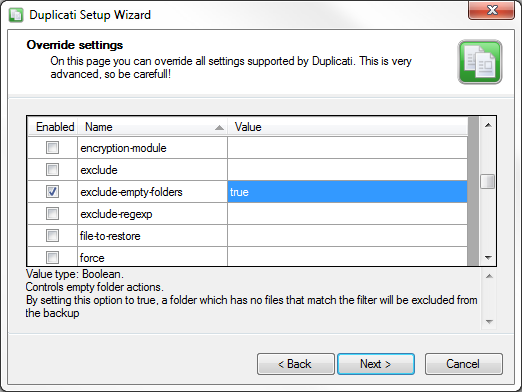 Duplicati Setup Wizard
Override settings
On this page you can override all settings supported by Duplicati. This is very
advanced, so be carefull!
Enabled Name Value
encryption-module
exclude
exclude-empty-folders true
exclude-regexp
file-to-restore
force
Value type: Boolean.
Controls empty folder actions.
By setting this option to true, a folder which has no files that match the filter will be excluded from
the backup
< Back Next > Cancel